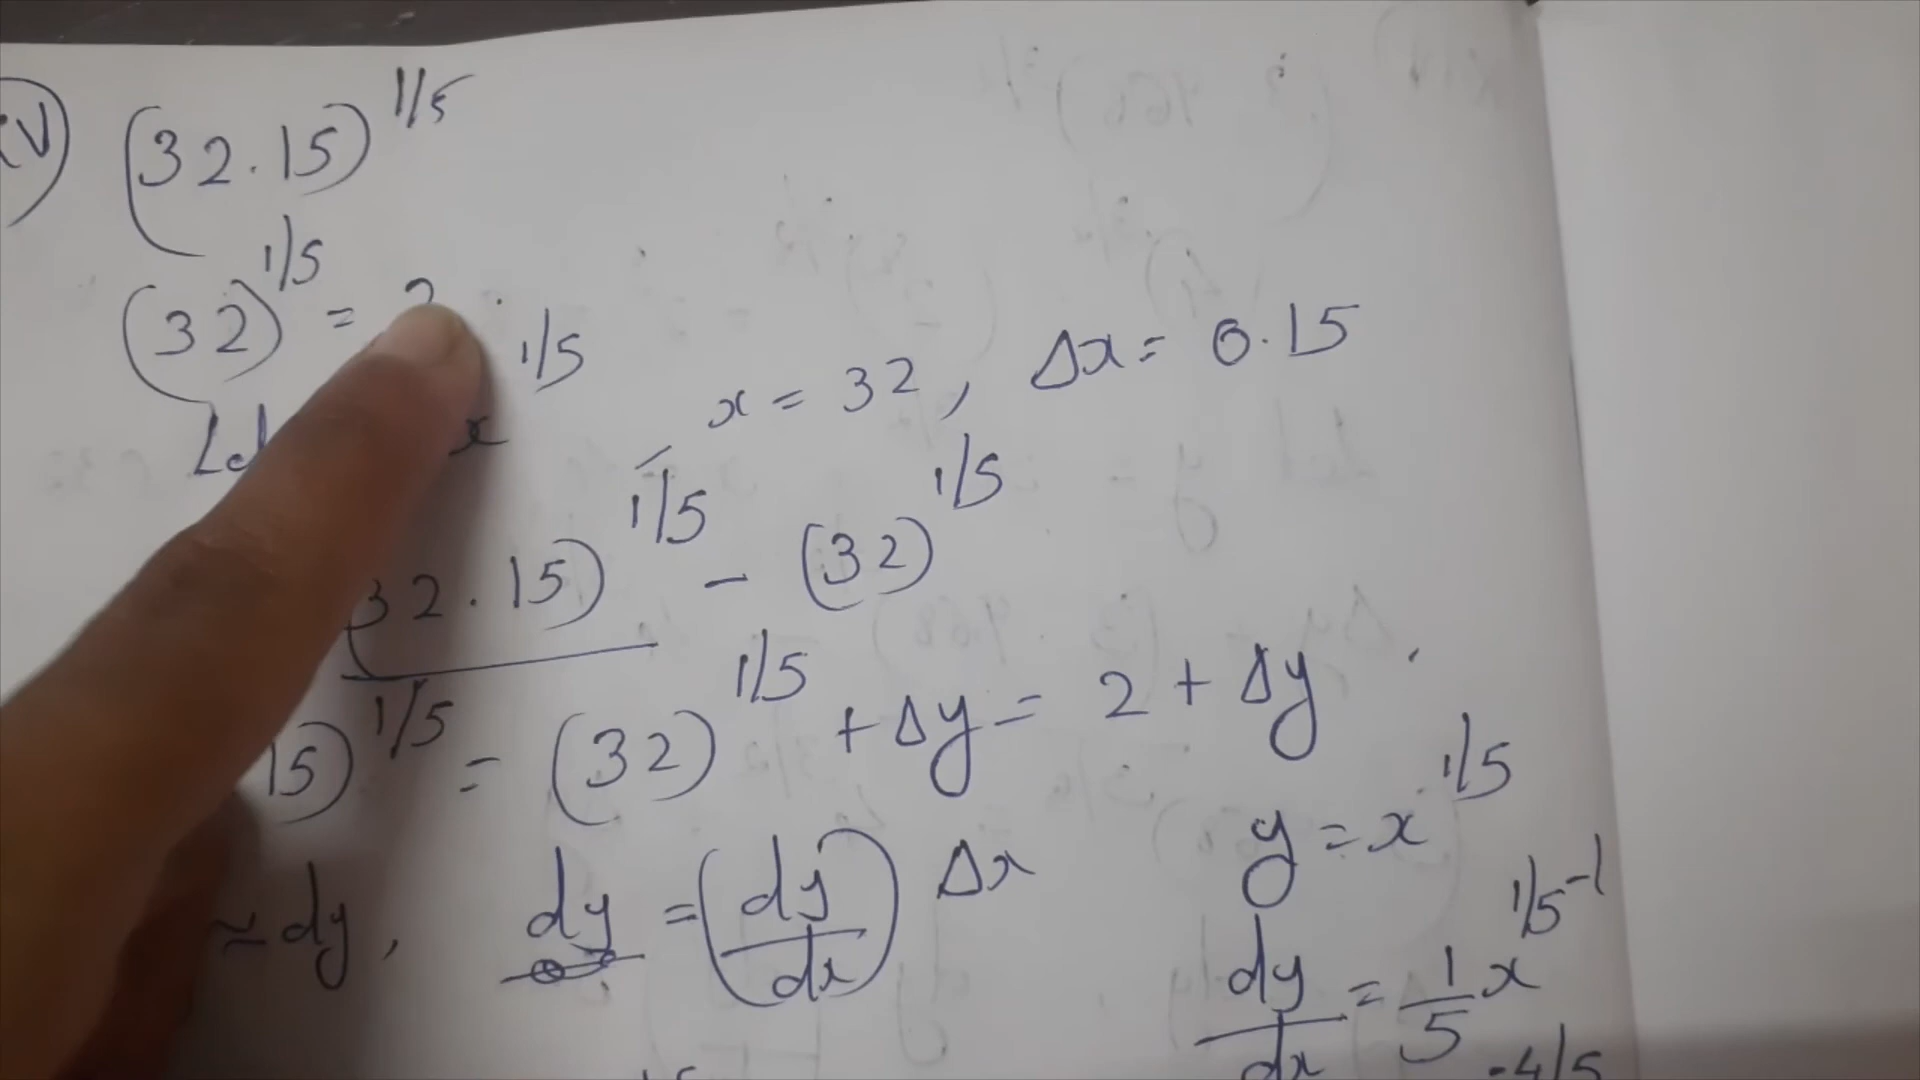 (32.15)^1/5
(32)^1/5 = 2
x^1/5 x = 32, Δx = 0.15
32.15)^1/5 - (32)^1/5
15)^1/5 = (32)^1/5 + Δy = 2 + Δy
y = x^1/5
≃ dy, dy = (dy/dx) Δx
dy/dx = 1/5 x^1/5-1
-4/5